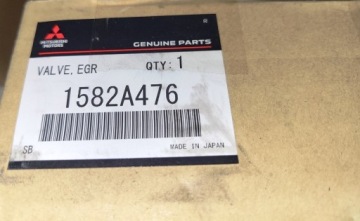 MITSUBISHI
MOTORS
GENUINE PARTS
VALVE.EGR QTY:1
1582A476
SB MADE IN JAPAN